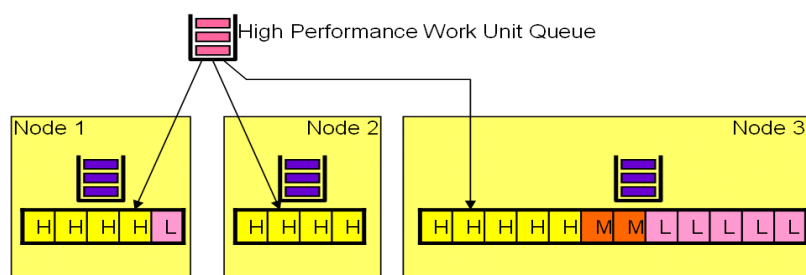 High Performance Work Unit Queue
Node 1
Node 2
Node 3
H H H H L
H H H H
H H H H H M M L L L L L